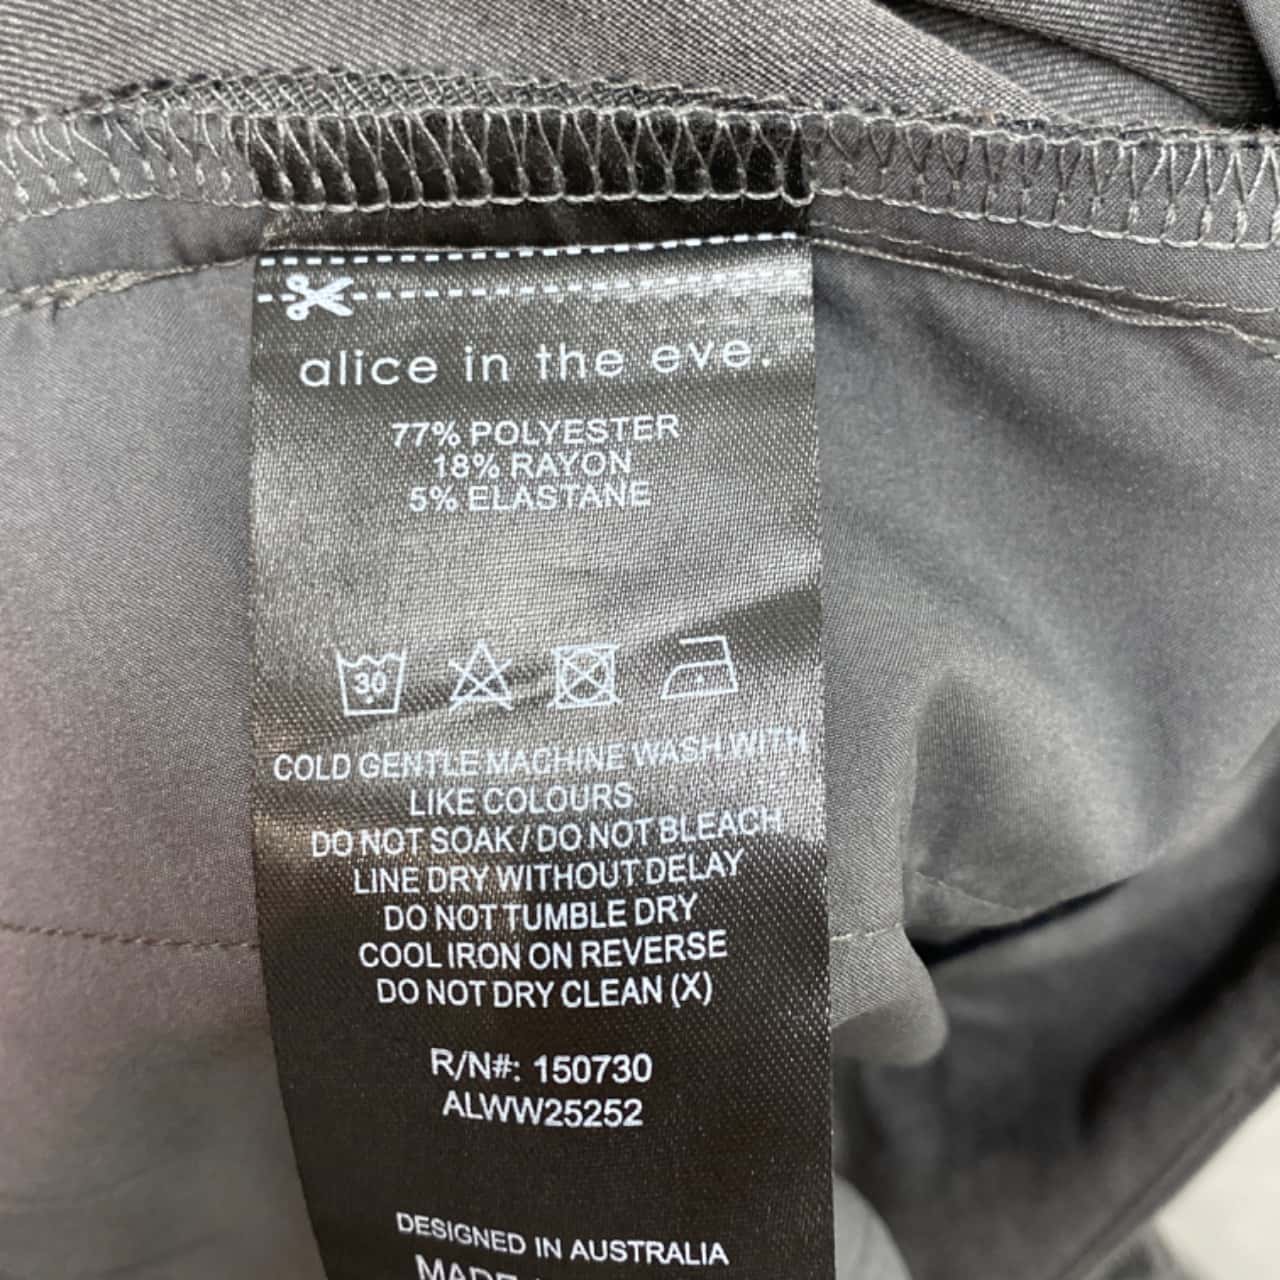 alice in the eve.
77% POLYESTER
18% RAYON
5% ELASTANE
30
COLD GENTLE MACHINE WASH WITH
LIKE COLOURS
DO NOT SOAK / DO NOT BLEACH
LINE DRY WITHOUT DELAY
DO NOT TUMBLE DRY
COOL IRON ON REVERSE
DO NOT DRY CLEAN (X)
R/N#: 150730
ALWW25252
DESIGNED IN AUSTRALIA
MADE